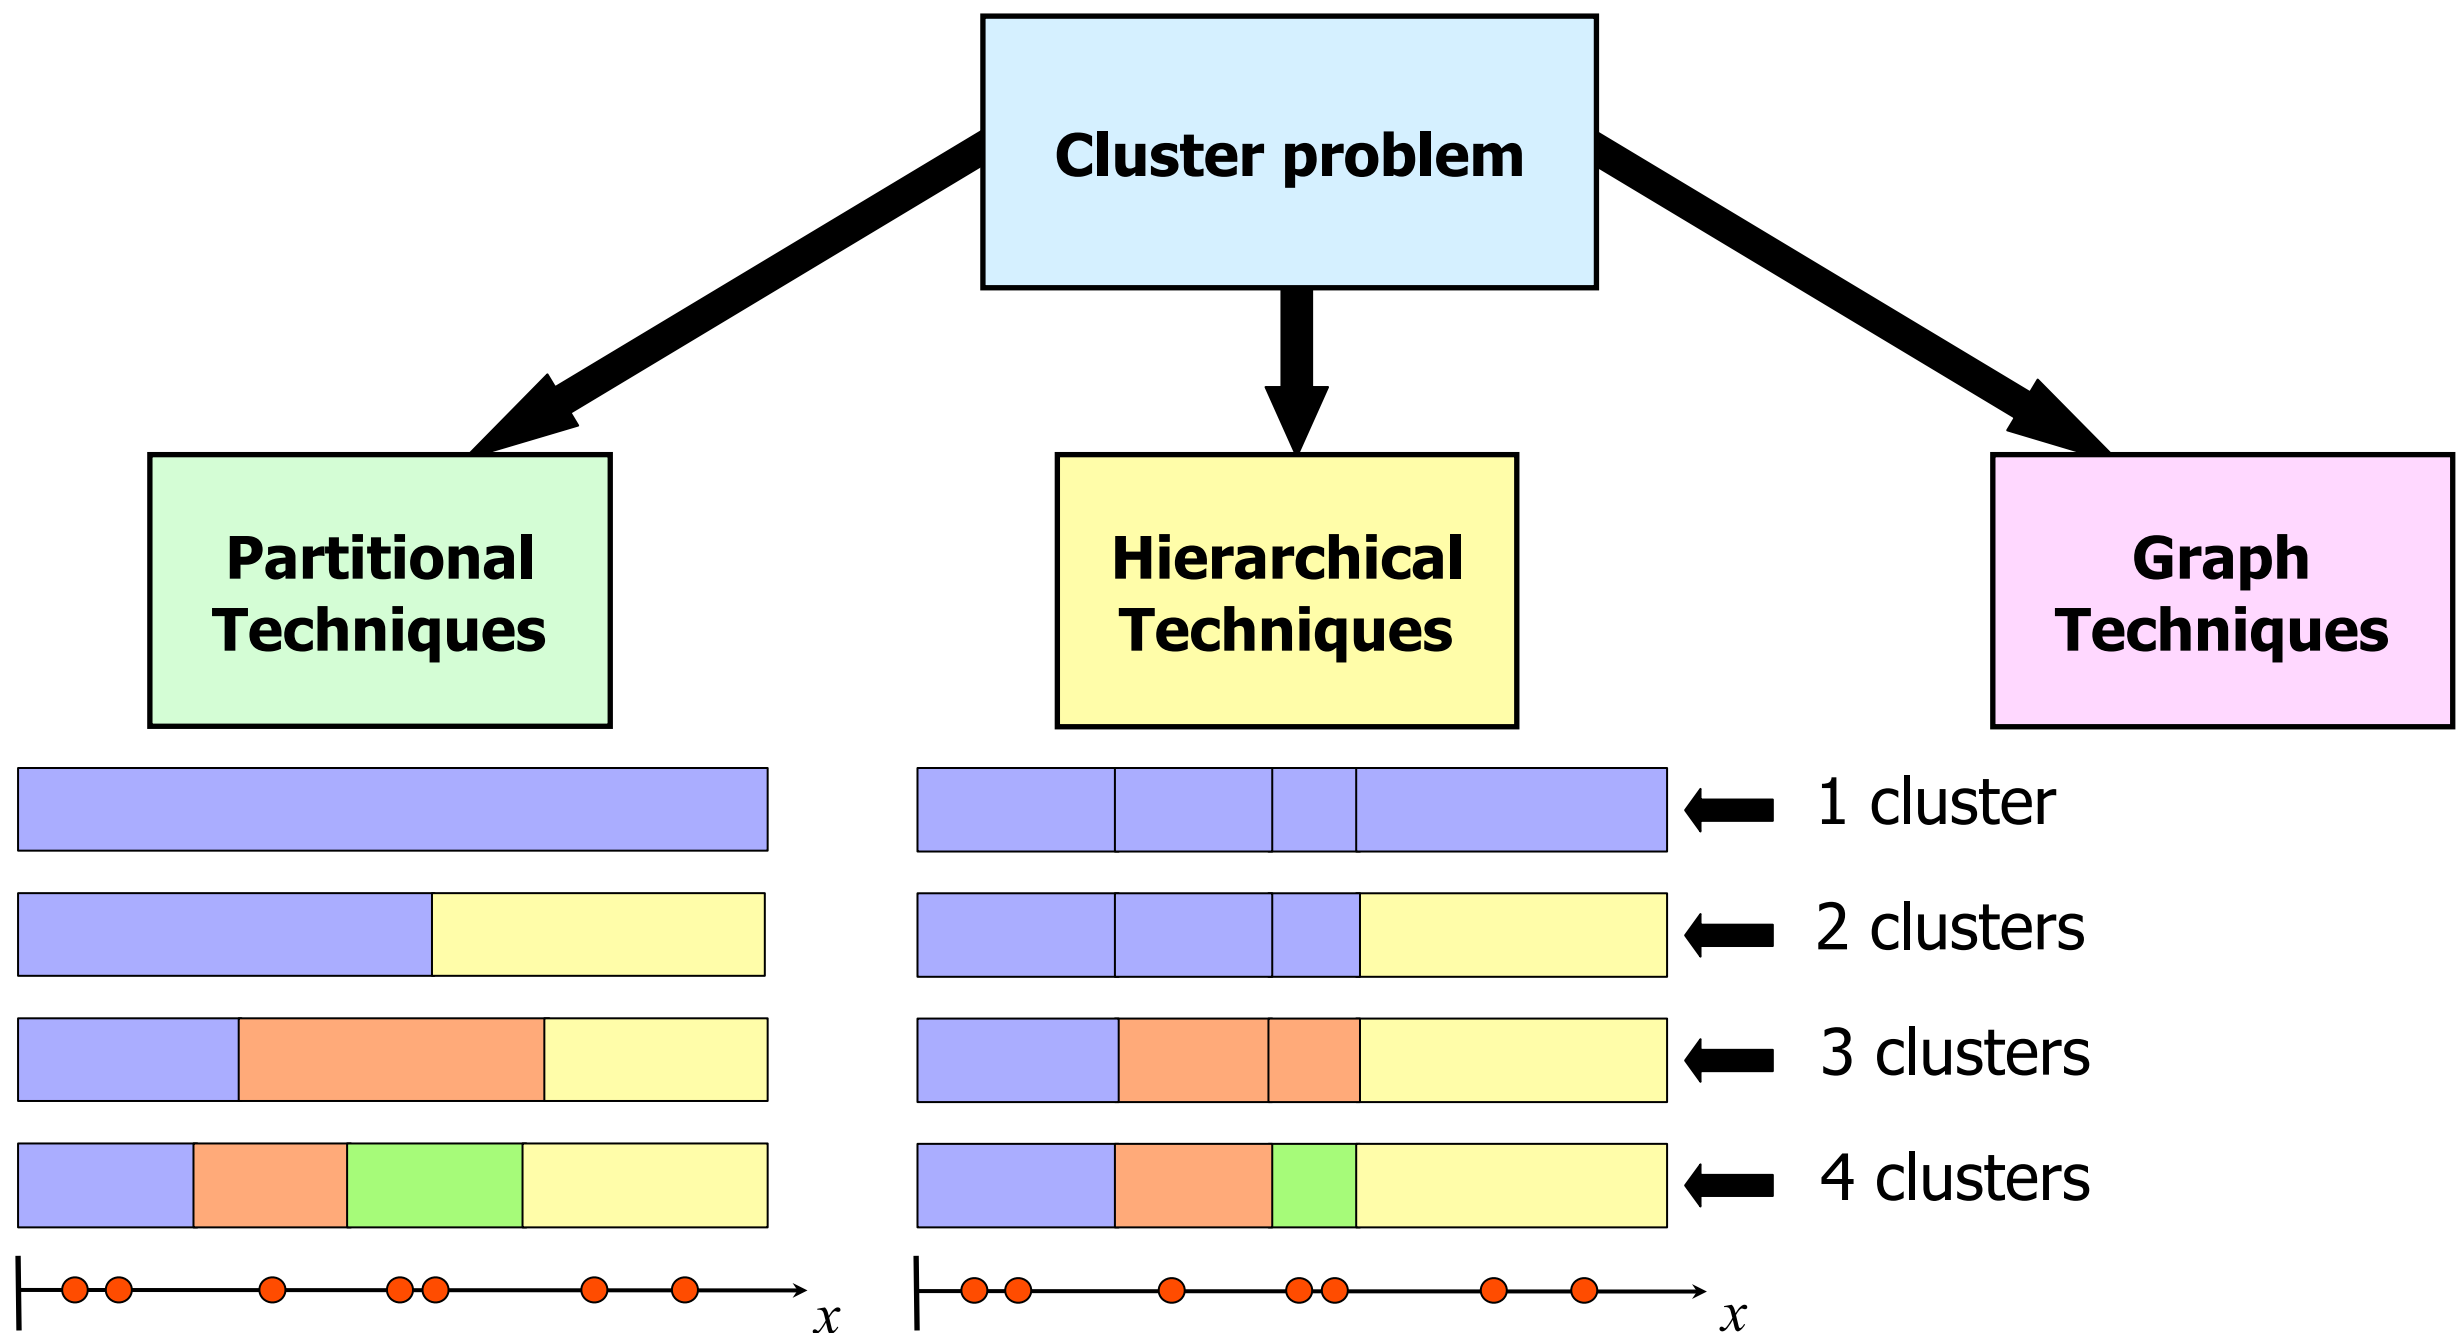 Cluster problem
Partitional
Techniques
Hierarchical
Techniques
Graph
Techniques
1 cluster
2 clusters
3 clusters
4 clusters
x
x